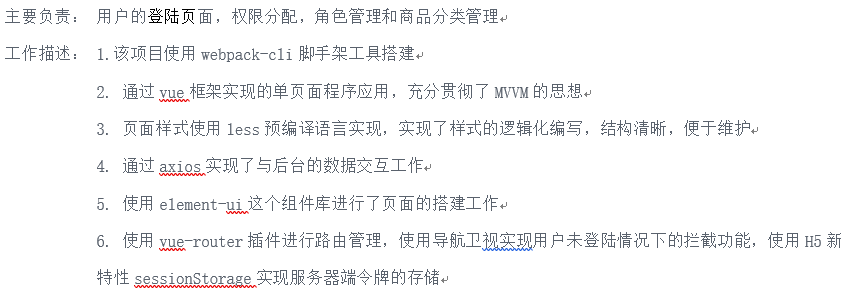 主要负责： 用户的登陆页面，权限分配，角色管理和商品分类管理
工作描述： 1.该项目使用 webpack-cli 脚手架工具搭建
2. 通过 vue 框架实现的单页面程序应用，充分贯彻了 MVVM 的思想
3. 页面样式使用 less 预编译语言实现，实现了样式的逻辑化编写，结构清晰，便于维护
4. 通过 axios 实现了与后台的数据交互工作
5. 使用 element-ui 这个组件库进行了页面的搭建工作
6. 使用 vue-router 插件进行路由管理，使用导航卫视实现用户未登陆情况下的拦截功能，使用 H5 新
特性 sessionStorage 实现服务器端令牌的存储